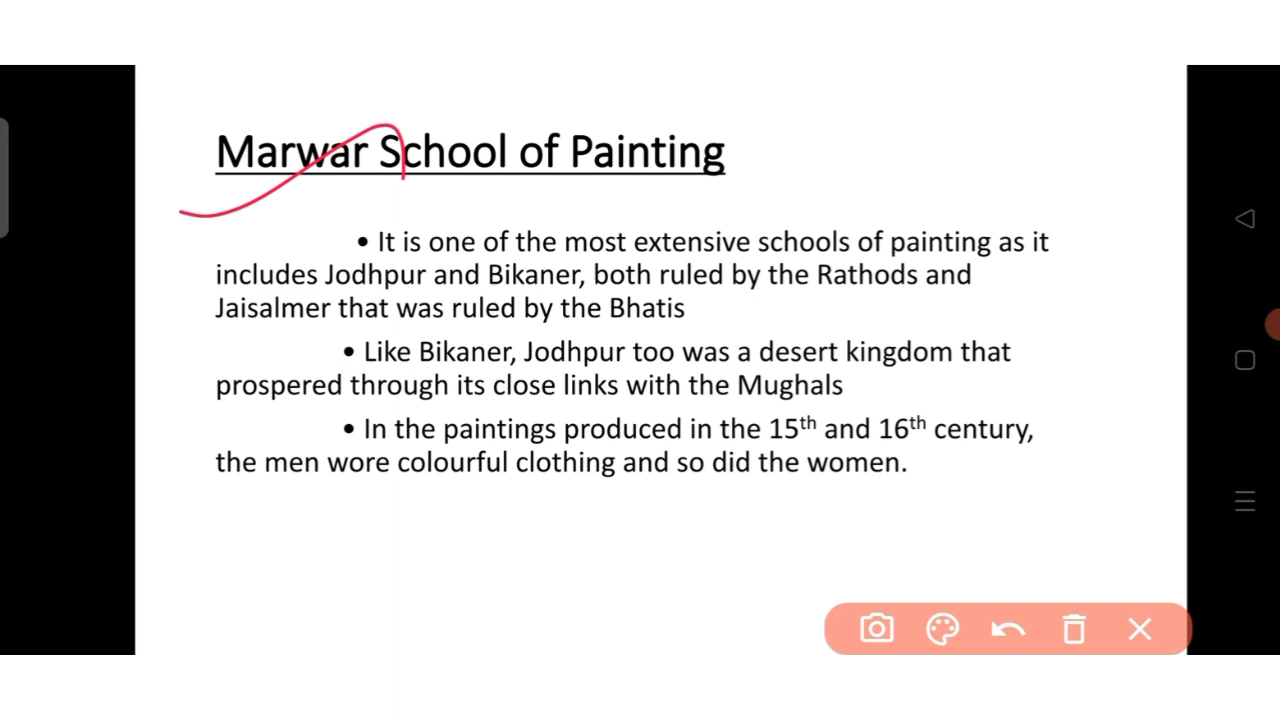 Marwar School of Painting
• It is one of the most extensive schools of painting as it
includes Jodhpur and Bikaner, both ruled by the Rathods and
Jaisalmer that was ruled by the Bhatis
• Like Bikaner, Jodhpur too was a desert kingdom that
prospered through its close links with the Mughals
• In the paintings produced in the 15th and 16th century,
the men wore colourful clothing and so did the women.